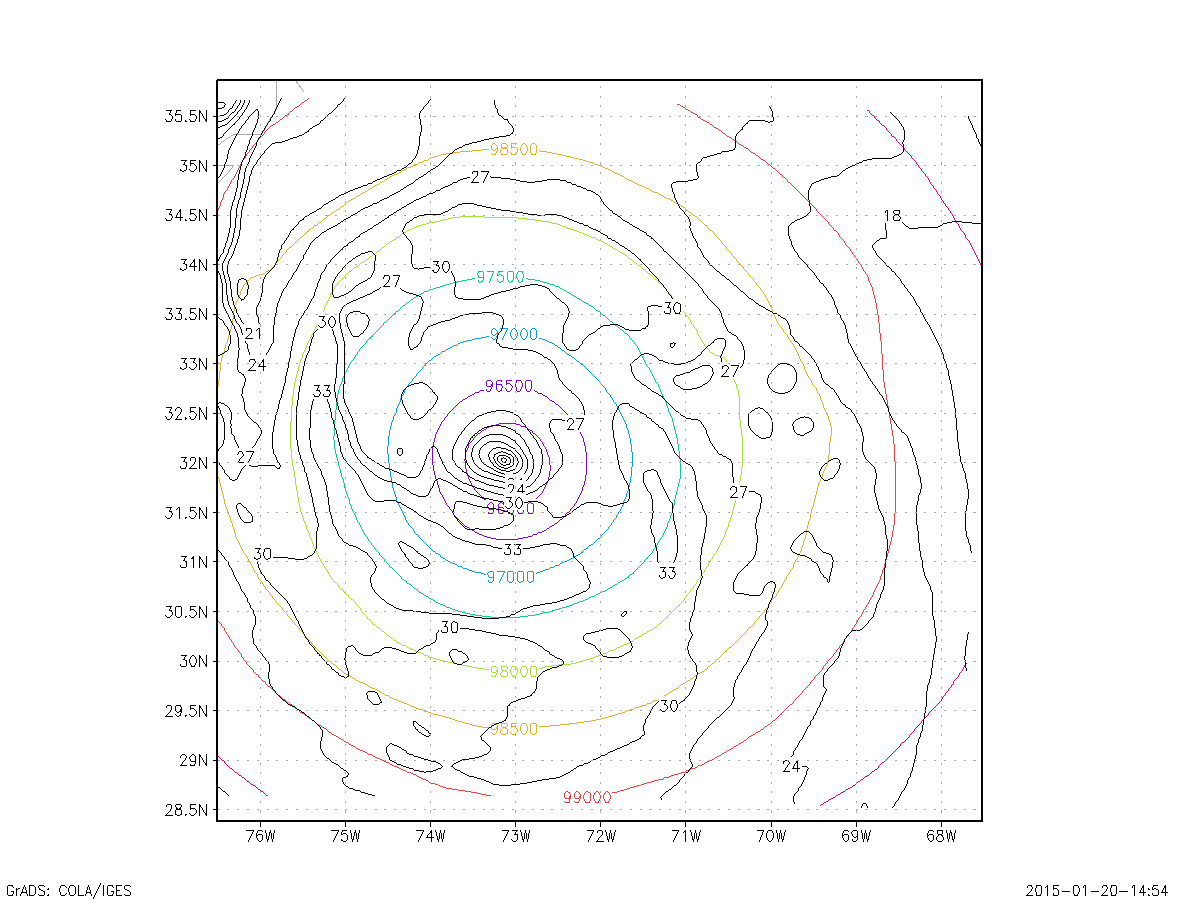 35.5N
98500
35N
27
34.5N
18
34N
30
97500
27
33.5N
30
30
21
97000
33N
24
27
96500
33
32.5N
27
32N
27
27
24
30
31.5N
33
31N
30
33
97000
30.5N
30
30N
98000
29.5N
30
98500
29N
24
99000
28.5N
76W 75W 74W 73W 72W 71W 70W 69W 68W
GrADS: COLA/IGES
2015-01-20-14:54